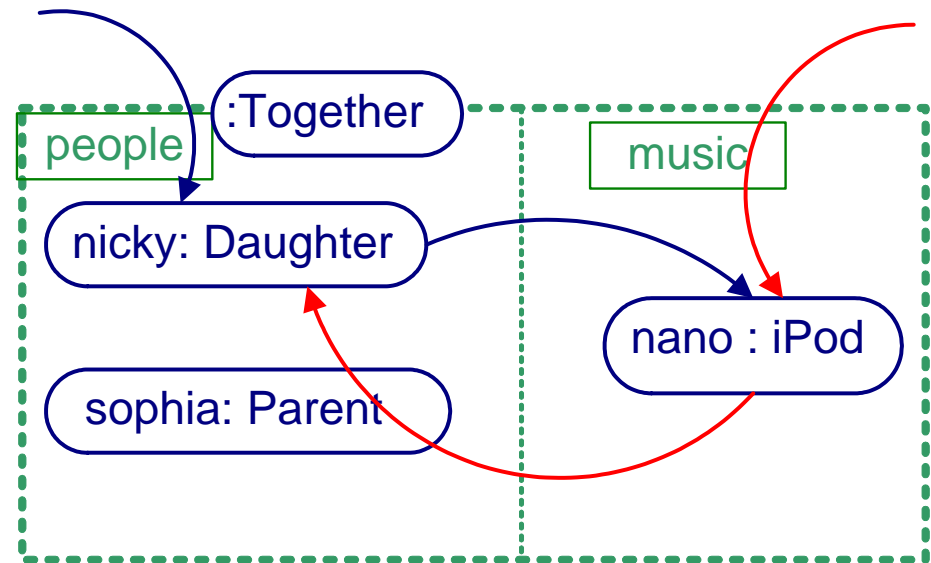 :Together
people
music
nicky: Daughter
nano : iPod
sophia: Parent